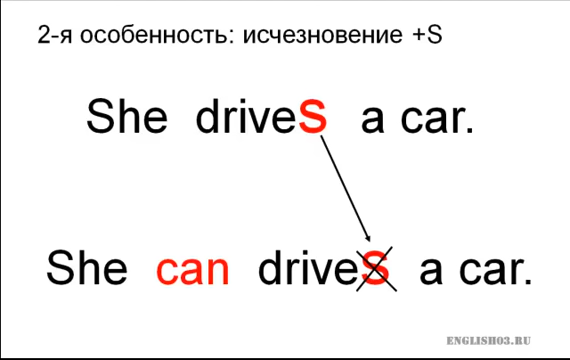 2-я особенность: исчезновение +S
She driveS a car.
She can driveS a car.
ENGLISH03.RU